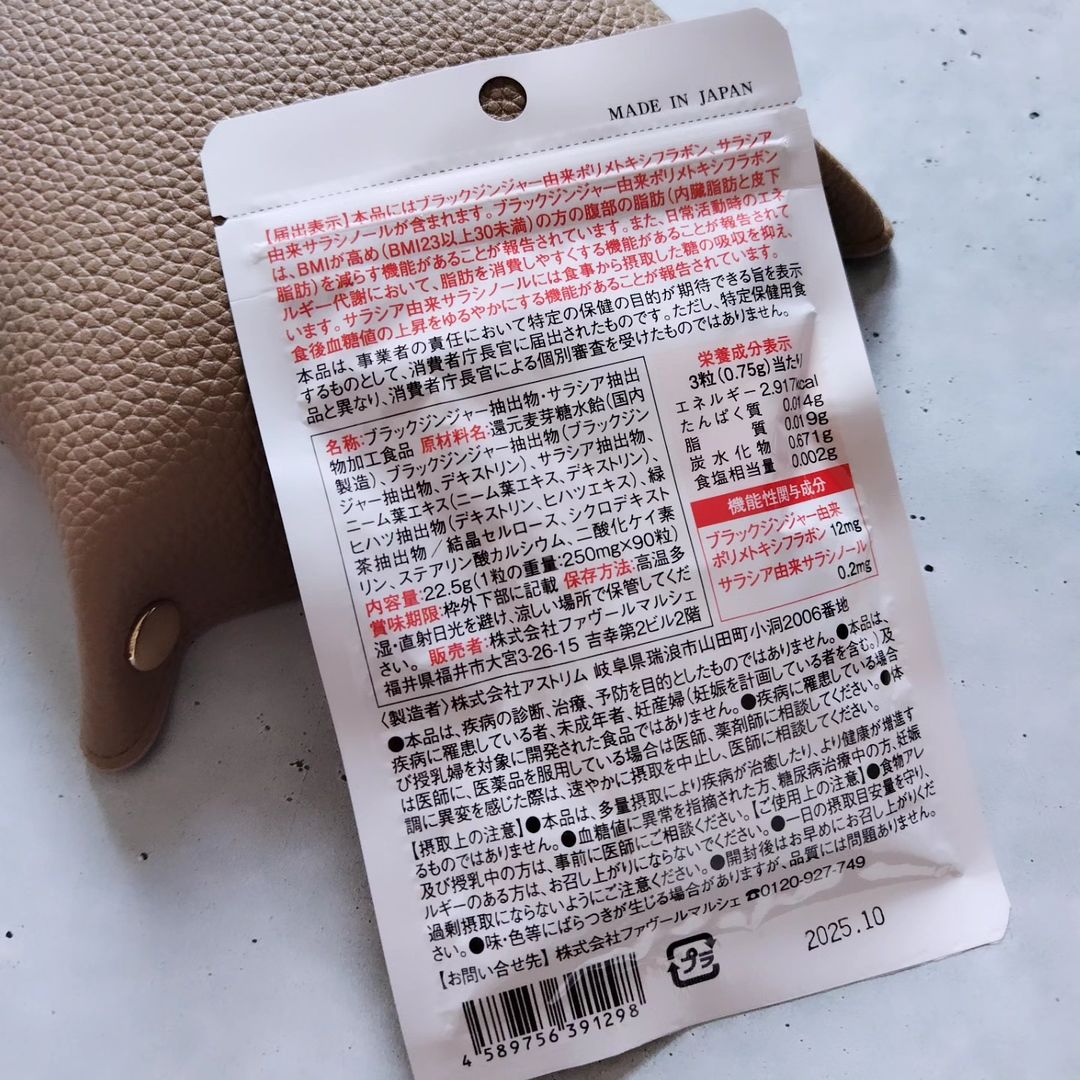 MADE IN JAPAN
【届出表示】本品にはブラックジンジャー由来ポリメトキシフラボン、サラシア
由来サラシノールが含まれます。ブラックジンジャー由来ポリメトキシフラボン
は、BMIが高め(BMI23以上30未満)の方の腹部の脂肪(内臓脂肪と皮下
脂肪)を減らす機能があることが報告されています。また、日常活動時のエネ
ルギー代謝において、脂肪を消費しやすくする機能があることが報告されて
います。サラシア由来サラシノールには食事から摂取した糖の吸収を抑え、
食後血糖値の上昇をゆるやかにする機能があることが報告されています。
本品は、事業者の責任において特定の保健の目的が期待できる旨を表示
するものとして、消費者庁長官に届出されたものです。ただし、特定保健用食
品と異なり、消費者庁長官による個別審査を受けたものではありません。
名称:ブラックジンジャー抽出物・サラシア抽出
物加工食品 原材料名:還元麦芽糖水飴(国内
製造)、ブラックジンジャー抽出物(ブラックジン
ジャー抽出物、デキストリン)、サラシア抽出物、
ニーム葉エキス(ニーム葉エキス、デキストリン)、
ヒハツ抽出物(デキストリン、ヒハツエキス)、緑
茶抽出物/結晶セルロース、シクロデキスト
リン、ステアリン酸カルシウム、二酸化ケイ素
内容量:22.5g(1粒の重量:250mg×90粒)
賞味期限:枠外下部に記載 保存方法:高温多
湿・直射日光を避け、涼しい場所で保管してくだ
さい。 販売者:株式会社ファヴールマルシェ
福井県福井市大宮3-26-15 吉幸第2ビル2階
栄養成分表示
3粒(0.75g)当たり
エネルギー 2.917kcal
たんぱく質 0.014g
脂質 0.019g
炭水化物 0.671g
食塩相当量 0.002g
機能性関与成分
ブラックジンジャー由来
ポリメトキシフラボン 12mg
サラシア由来サラシノール
0.2mg
〈製造者〉株式会社アストリム 岐阜県瑞浪市山田町小洞2006番地
●本品は、疾病の診断、治療、予防を目的としたものではありません。●本品は、
疾病に罹患している者、未成年者、妊産婦(妊娠を計画している者を含む。)及
び授乳婦を対象に開発された食品ではありません。●疾病に罹患している場合
は医師に、医薬品を服用している場合は医師、薬剤師に相談してください。●体
調に異変を感じた際は、速やかに摂取を中止し、医師に相談してください。
【摂取上の注意】●本品は、多量摂取により疾病が治癒したり、より健康が増進す
るものではありません。●血糖値に異常を指摘された方、糖尿病治療中の方、妊娠
及び授乳中の方は、事前に医師にご相談ください。【ご使用上の注意】●食物アレ
ルギーのある方は、お召し上がりにならないでください。●一日の摂取目安量を守り、
過剰摂取にならないようにご注意ください。●開封後はお早めにお召し上がりくだ
さい。●味・色等にばらつきが生じる場合がありますが、品質には問題ありません。
【お問い合せ先】 株式会社ファヴールマルシェ ☎0120-927-749
プラ
2025.10
4 589756 391298